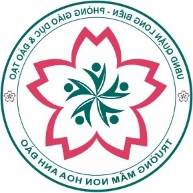 UBND QUẬN LONG BIÊN - PHÒNG GIÁO DỤC & ĐÀO TẠO
TRƯỜNG MẦM NON HOA ANH ĐÀO